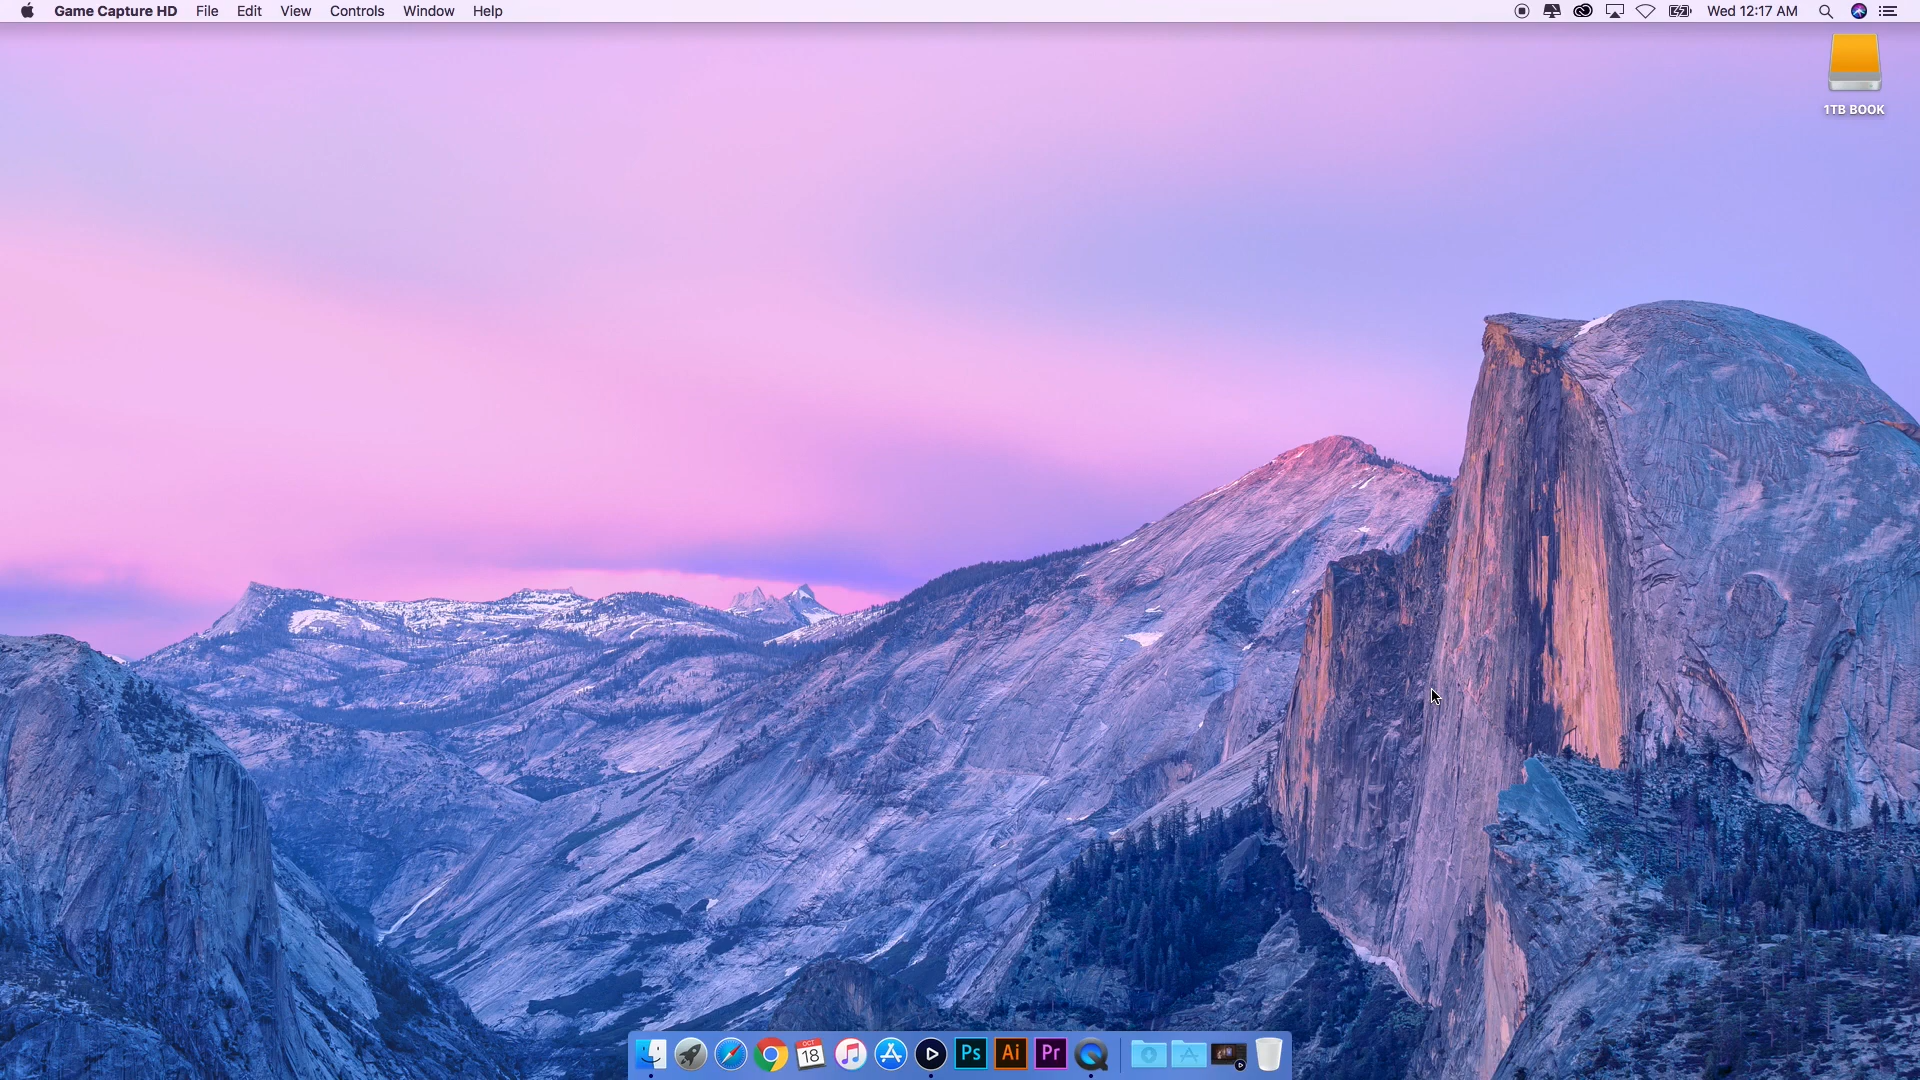 Game Capture HD File Edit View Controls Window Help Wed 12:17 AM
1TB BOOK
OCT
18
Ps Ai Pr